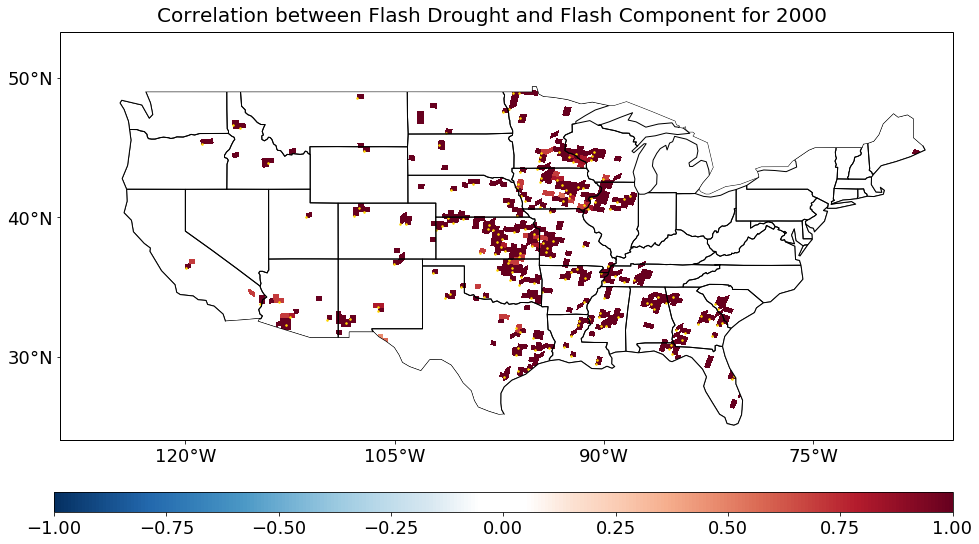 Correlation between Flash Drought and Flash Component for 2000
50°N
40°N
30°N
120°W 105°W 90°W 75°W
−1.00 −0.75 −0.50 −0.25 0.00 0.25 0.50 0.75 1.00